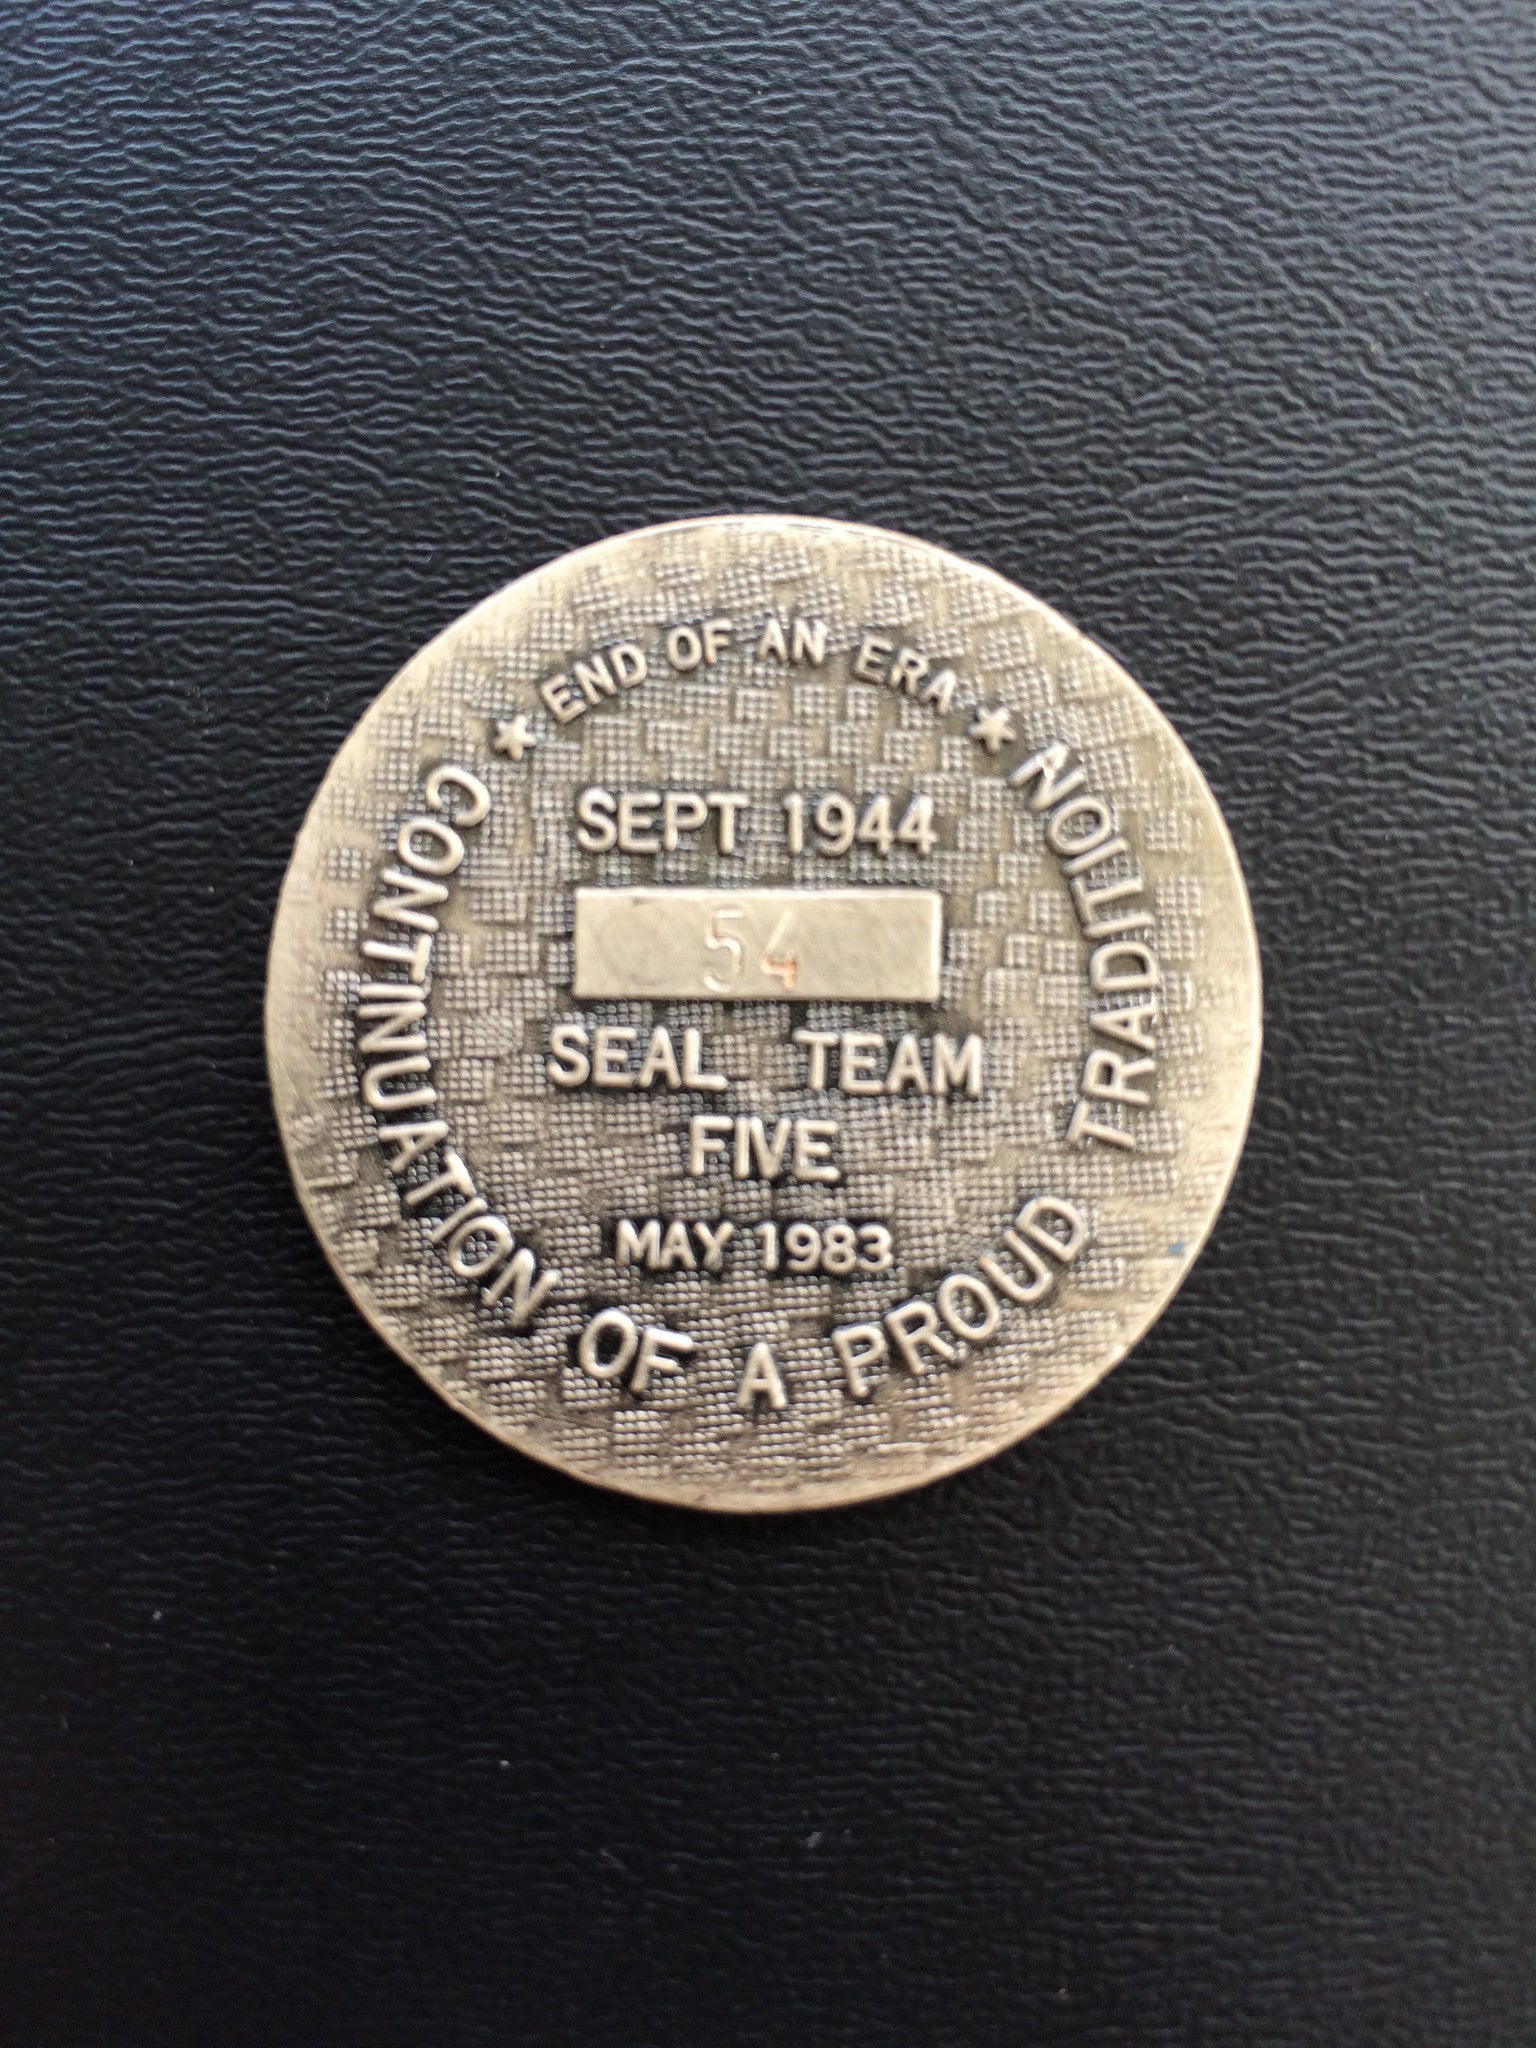 ★ END OF AN ERA ★
SEPT 1944
54
SEAL TEAM
FIVE
MAY 1983
CONTINUATION OF A PROUD TRADITION